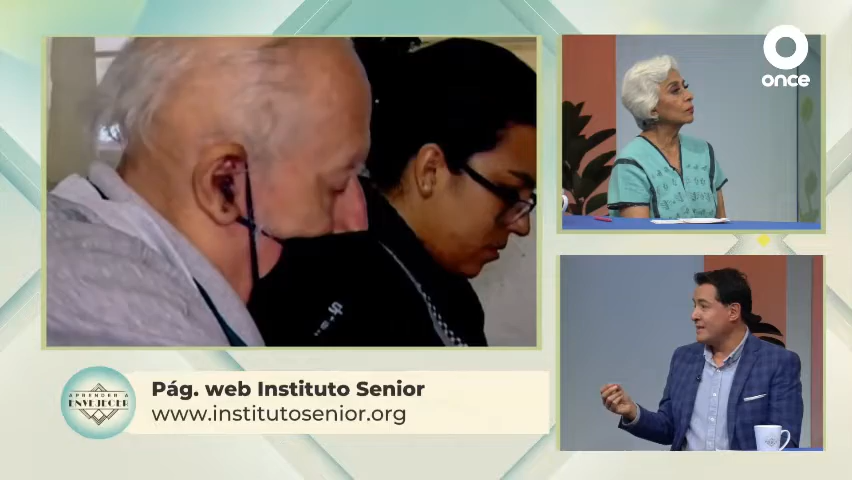 once
APRENDER A
ENVEJECER
Pág. web Instituto Senior
www.institutosenior.org